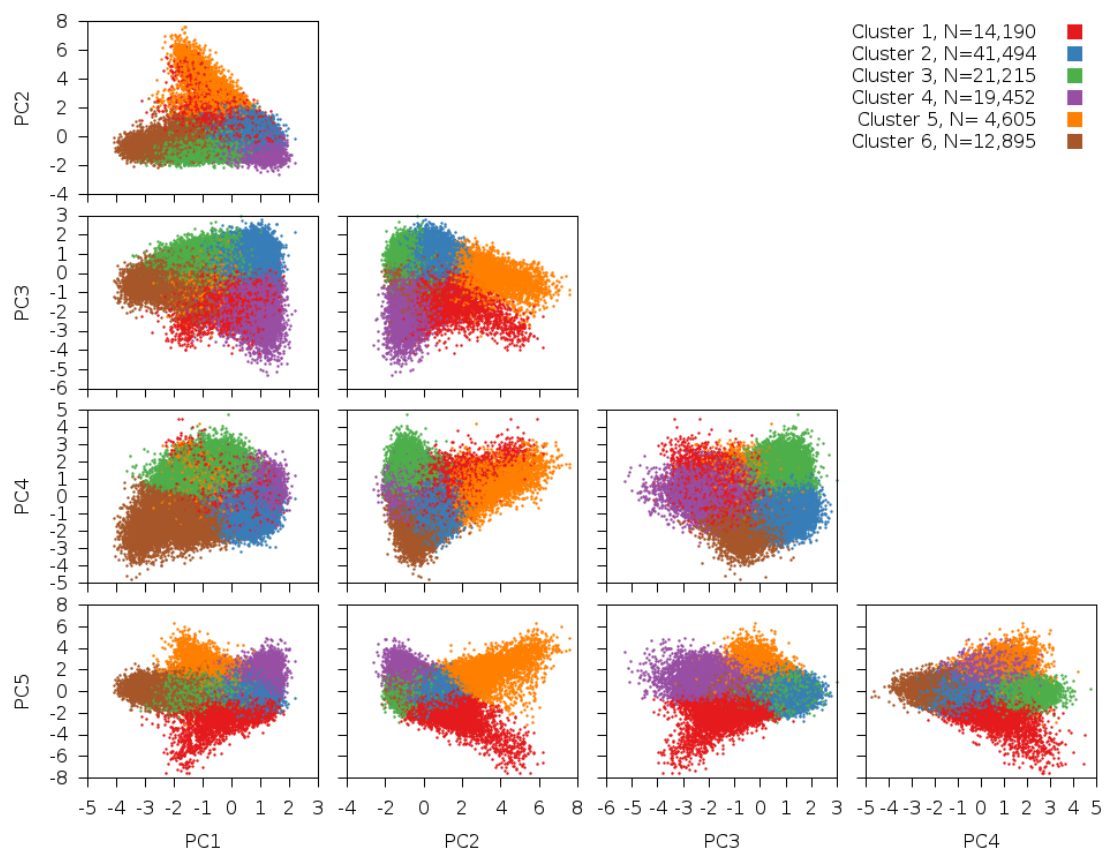 Cluster 1, N=14,190
Cluster 2, N=41,494
Cluster 3, N=21,215
Cluster 4, N=19,452
Cluster 5, N= 4,605
Cluster 6, N=12,895
8
6
4
2
0
-2
-4
PC2
3
2
1
0
-1
-2
-3
-4
-5
-6
PC3
5
4
3
2
1
0
-1
-2
-3
-4
-5
PC4
8
6
4
2
0
-2
-4
-6
-8
PC5
-5 -4 -3 -2 -1 0 1 2 3
-4 -2 0 2 4 6 8
-6 -5 -4 -3 -2 -1 0 1 2 3
-5 -4 -3 -2 -1 0 1 2 3 4 5
PC1 PC2 PC3 PC4